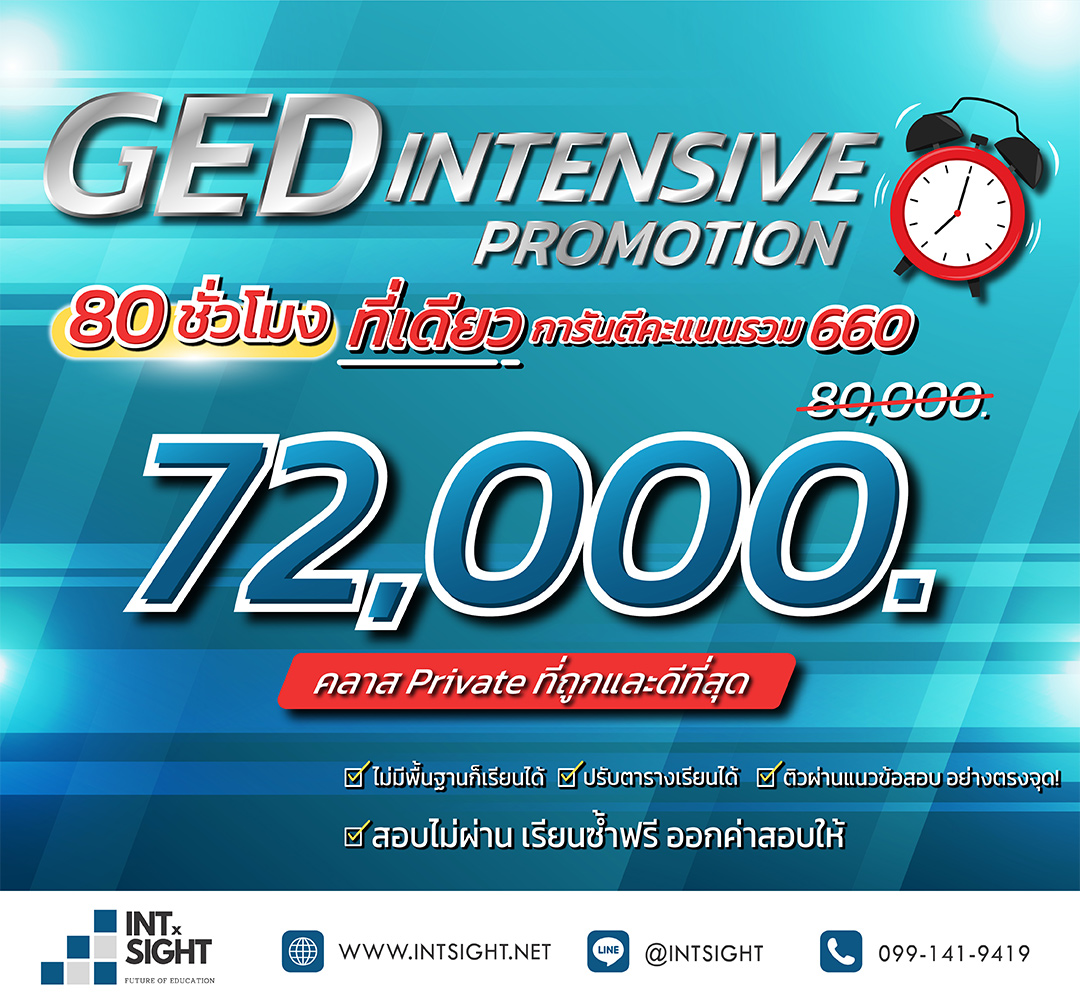 GED INTENSIVE
PROMOTION
80 ชั่วโมง ที่เดียว การันตีคะแนนรวม 660
80,000.
72,000.
คลาส Private ที่ถูกและดีที่สุด
ไม่มีพื้นฐานก็เรียนได้ ปรับตารางเรียนได้ ติวผ่านแนวข้อสอบ อย่างตรงจุด!
สอบไม่ผ่าน เรียนซ้ำฟรี ออกค่าสอบให้
INT x
SIGHT
FUTURE OF EDUCATION
WWW.INTSIGHT.NET
LINE @INTSIGHT
099-141-9419